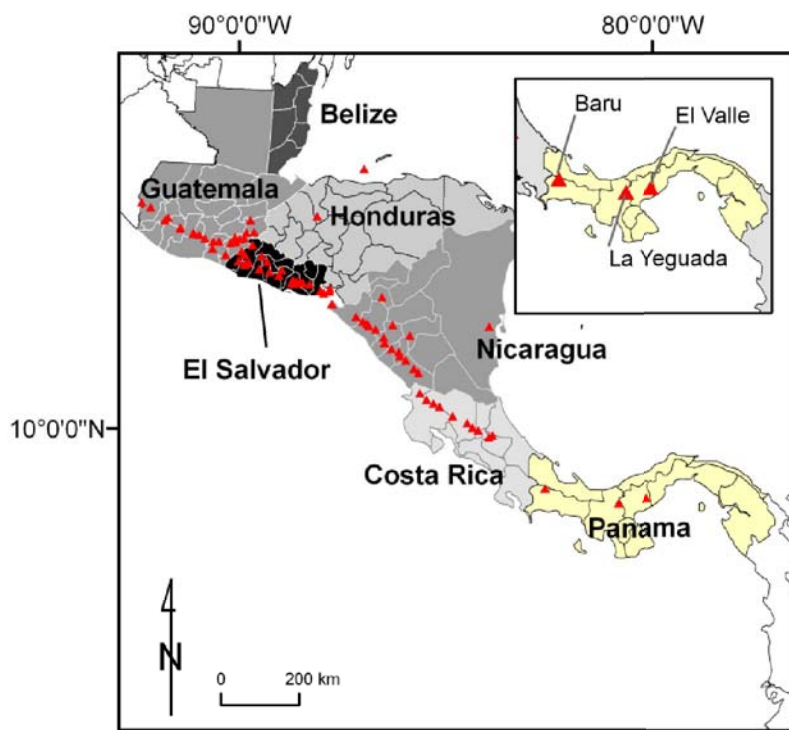 90°0'0"W
80°0'0"W
Belize
Baru
El Valle
Guatemala
Honduras
La Yeguada
El Salvador
Nicaragua
10°0'0"N
Costa Rica
Panama
N
0
200 km